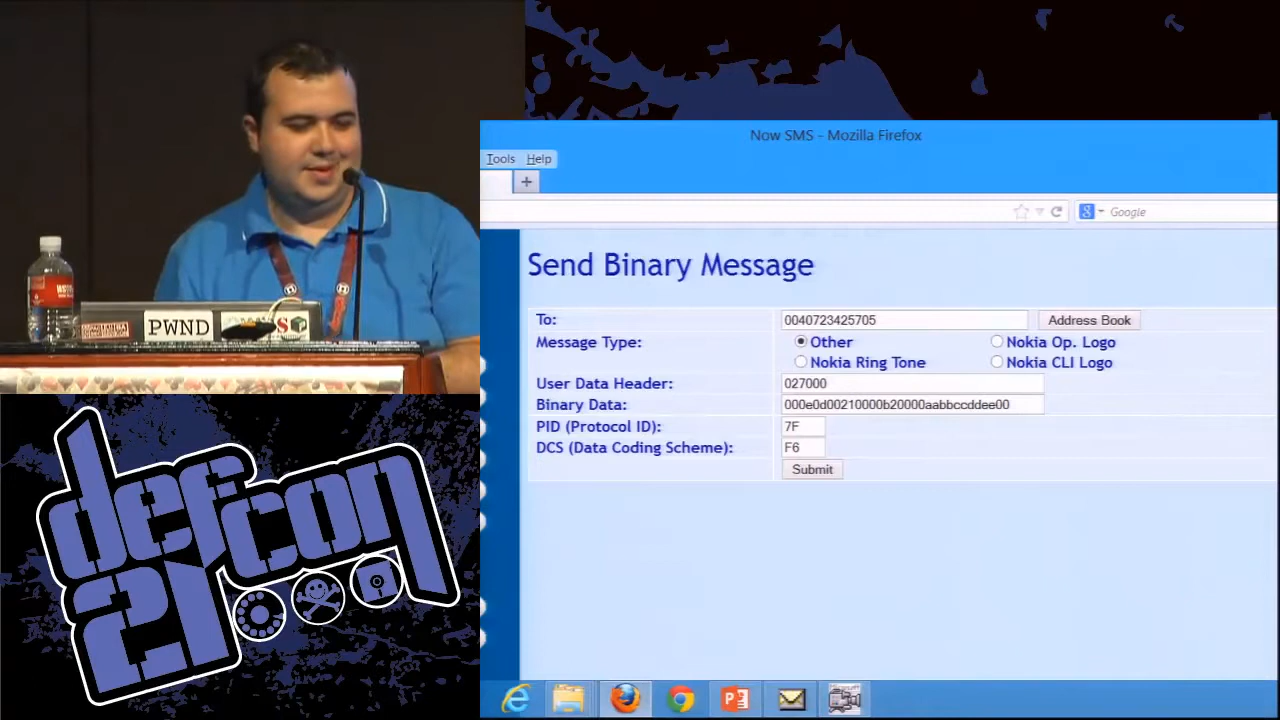 Now SMS - Mozilla Firefox
Tools Help
+
Google
Send Binary Message
To: 0040723425705 Address Book
Message Type: Other Nokia Op. Logo
Nokia Ring Tone Nokia CLI Logo
User Data Header: 027000
Binary Data: 000e0d00210000b20000aabbccddee00
PID (Protocol ID): 7F
DCS (Data Coding Scheme): F6
Submit
PWND
defcon
21